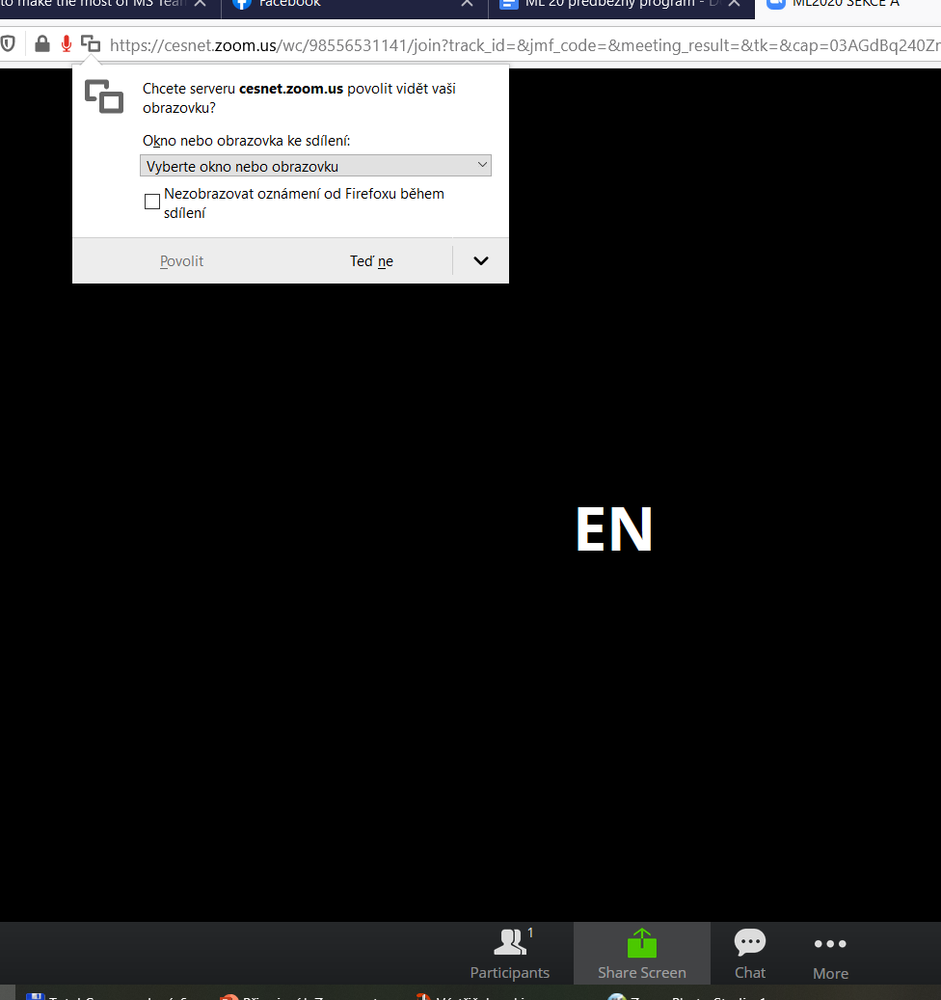 to make the most of MS Team
Facebook
ML 20 předběžný program - D
ML2020 SEKCE A
https://cesnet.zoom.us/wc/98556531141/join?track_id=&jmf_code=&meeting_result=&tk=&cap=03AGdBq240Zr
Chcete serveru cesnet.zoom.us povolit vidět vaši
obrazovku?
Okno nebo obrazovka ke sdílení:
Vyberte okno nebo obrazovku
Nezobrazovat oznámení od Firefoxu během
sdílení
Povolit
Teď ne
EN
1
Participants
Share Screen
Chat
More